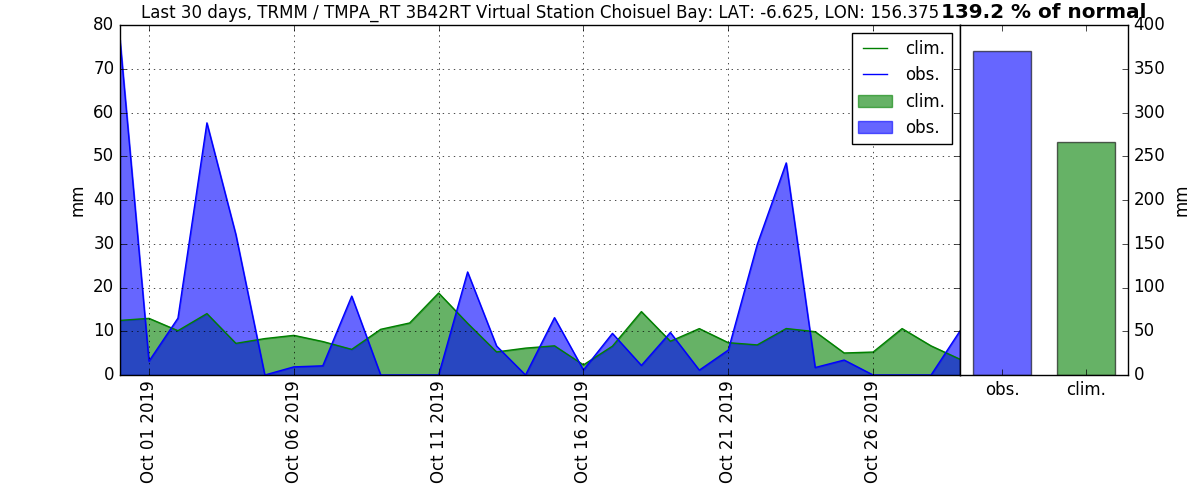 Last 30 days, TRMM / TMPA_RT 3B42RT Virtual Station Choisuel Bay: LAT: -6.625, LON: 156.375
139.2 % of normal
80
70
60
50
40
30
20
10
0
mm
clim.
obs.
clim.
obs.
400
350
300
250
200
150
100
50
0
mm
Oct 01 2019
Oct 06 2019
Oct 11 2019
Oct 16 2019
Oct 21 2019
Oct 26 2019
obs.
clim.